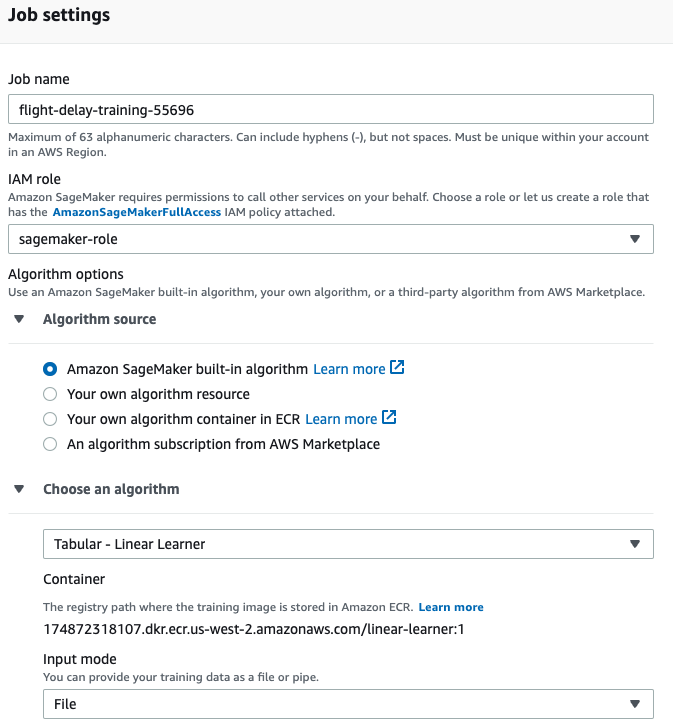 Job settings
Job name
flight-delay-training-55696
Maximum of 63 alphanumeric characters. Can include hyphens (-), but not spaces. Must be unique within your account
in an AWS Region.
IAM role
Amazon SageMaker requires permissions to call other services on your behalf. Choose a role or let us create a role that
has the AmazonSageMakerFullAccess IAM policy attached.
sagemaker-role
Algorithm options
Use an Amazon SageMaker built-in algorithm, your own algorithm, or a third-party algorithm from AWS Marketplace.
Algorithm source
Amazon SageMaker built-in algorithm Learn more
Your own algorithm resource
Your own algorithm container in ECR Learn more
An algorithm subscription from AWS Marketplace
Choose an algorithm
Tabular - Linear Learner
Container
The registry path where the training image is stored in Amazon ECR. Learn more
174872318107.dkr.ecr.us-west-2.amazonaws.com/linear-learner:1
Input mode
You can provide your training data as a file or pipe.
File